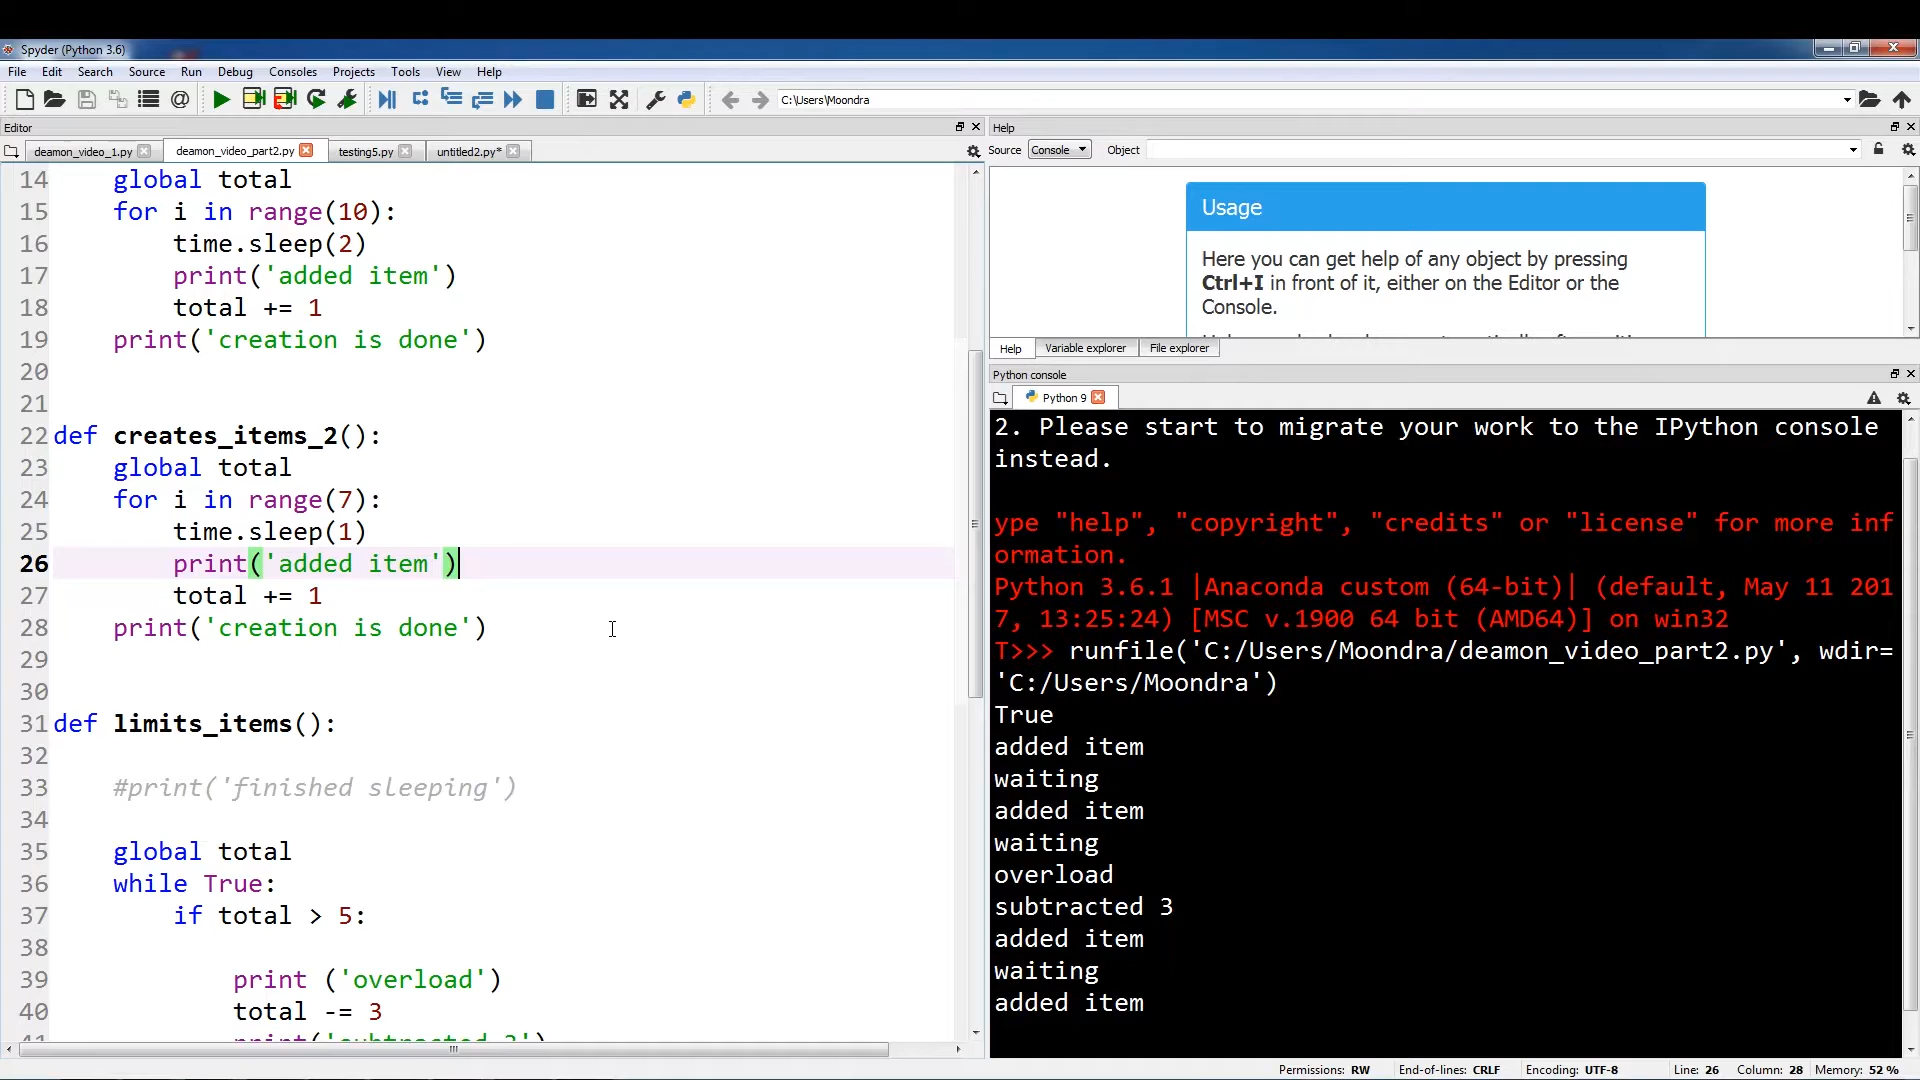 Spyder (Python 3.6)
File Edit Search Source Run Debug Consoles Projects Tools View Help
C:\Users\Moondra
Editor
deamon_video_1.py deamon_video_part2.py testing5.py untitled2.py*
14 global total
15 for i in range(10):
16 time.sleep(2)
17 print('added item')
18 total += 1
19 print('creation is done')
20
21
22 def creates_items_2():
23 global total
24 for i in range(7):
25 time.sleep(1)
26 print('added item')
27 total += 1
28 print('creation is done')
29
30
31 def limits_items():
32
33 #print('finished sleeping')
34
35 global total
36 while True:
37 if total > 5:
38
39 print ('overload')
40 total -= 3
41 print('subtracted 3')
Help
Source Console Object
Usage
Here you can get help of any object by pressing
Ctrl+I in front of it, either on the Editor or the
Console.
Help Variable explorer File explorer
Python console
Python 9
2. Please start to migrate your work to the IPython console
instead.
ype "help", "copyright", "credits" or "license" for more inf
ormation.
Python 3.6.1 |Anaconda custom (64-bit)| (default, May 11 201
7, 13:25:24) [MSC v.1900 64 bit (AMD64)] on win32
T>>> runfile('C:/Users/Moondra/deamon_video_part2.py', wdir=
'C:/Users/Moondra')
True
added item
waiting
added item
waiting
overload
subtracted 3
added item
waiting
added item
Permissions: RW End-of-lines: CRLF Encoding: UTF-8 Line: 26 Column: 28 Memory: 52 %